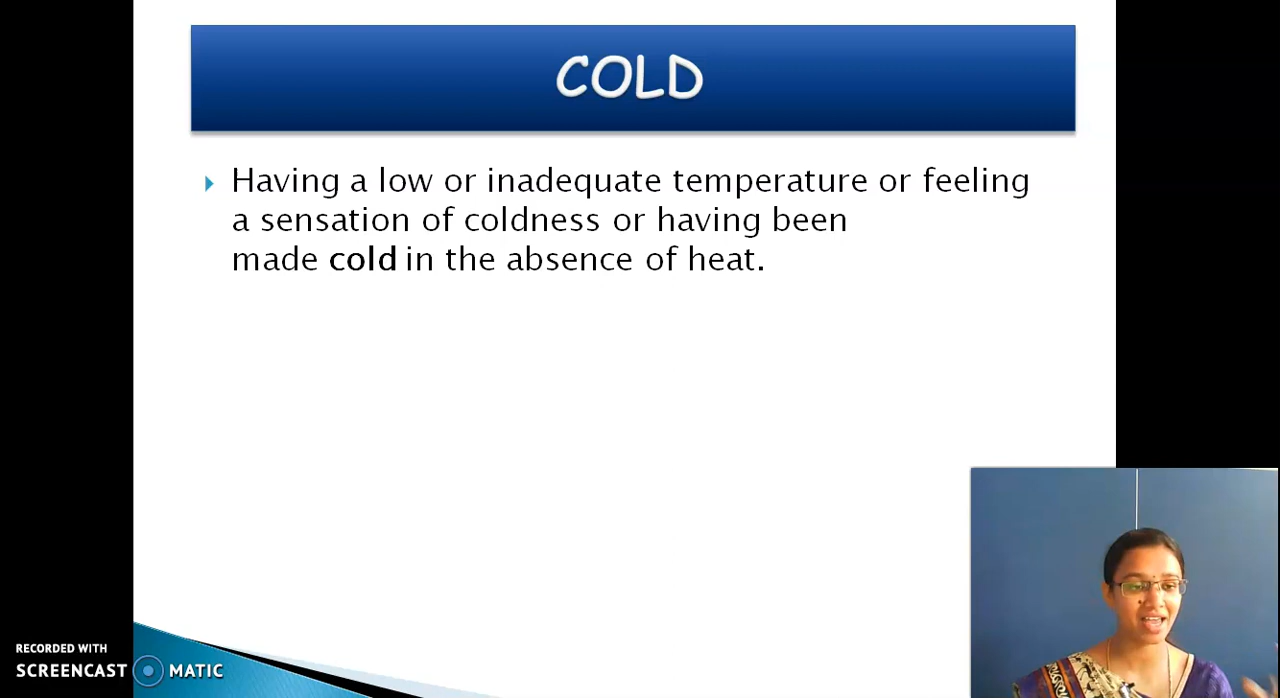 COLD
Having a low or inadequate temperature or feeling
a sensation of coldness or having been
made cold in the absence of heat.
RECORDED WITH
SCREENCAST MATIC